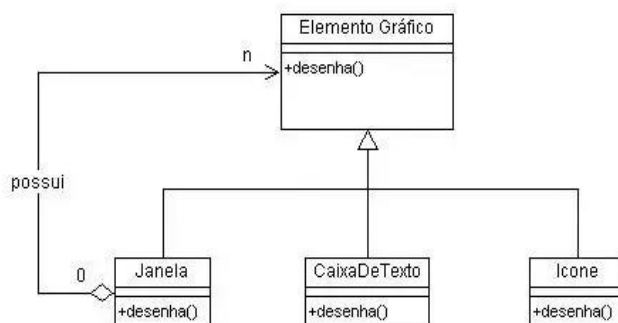 Elemento Gráfico
+desenha()
n
possui
0
Janela
+desenha()
CaixaDeTexto
+desenha()
Icone
+desenha()